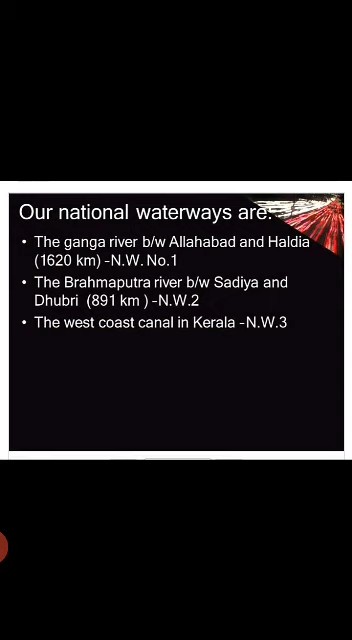 Our national waterways are:
• The ganga river b/w Allahabad and Haldia
(1620 km) -N.W. No.1
• The Brahmaputra river b/w Sadiya and
Dhubri (891 km ) -N.W.2
• The west coast canal in Kerala -N.W.3